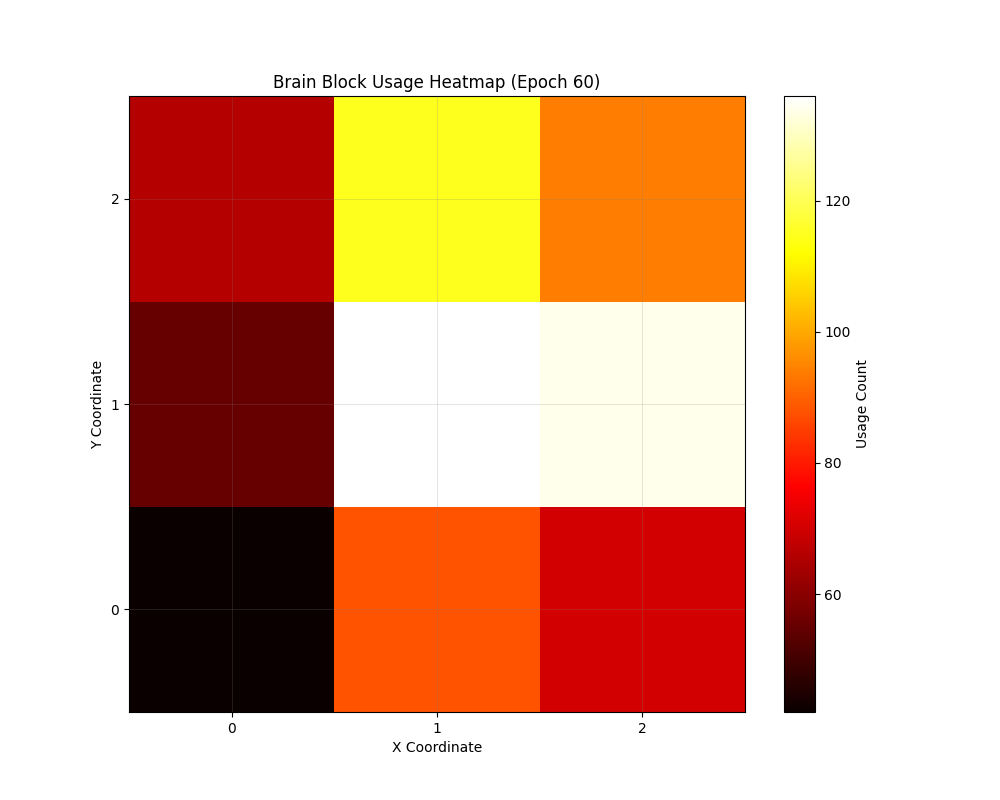 Brain Block Usage Heatmap (Epoch 60)
2
1
0
Y Coordinate
0 1 2
X Coordinate
120
100
80
60
Usage Count